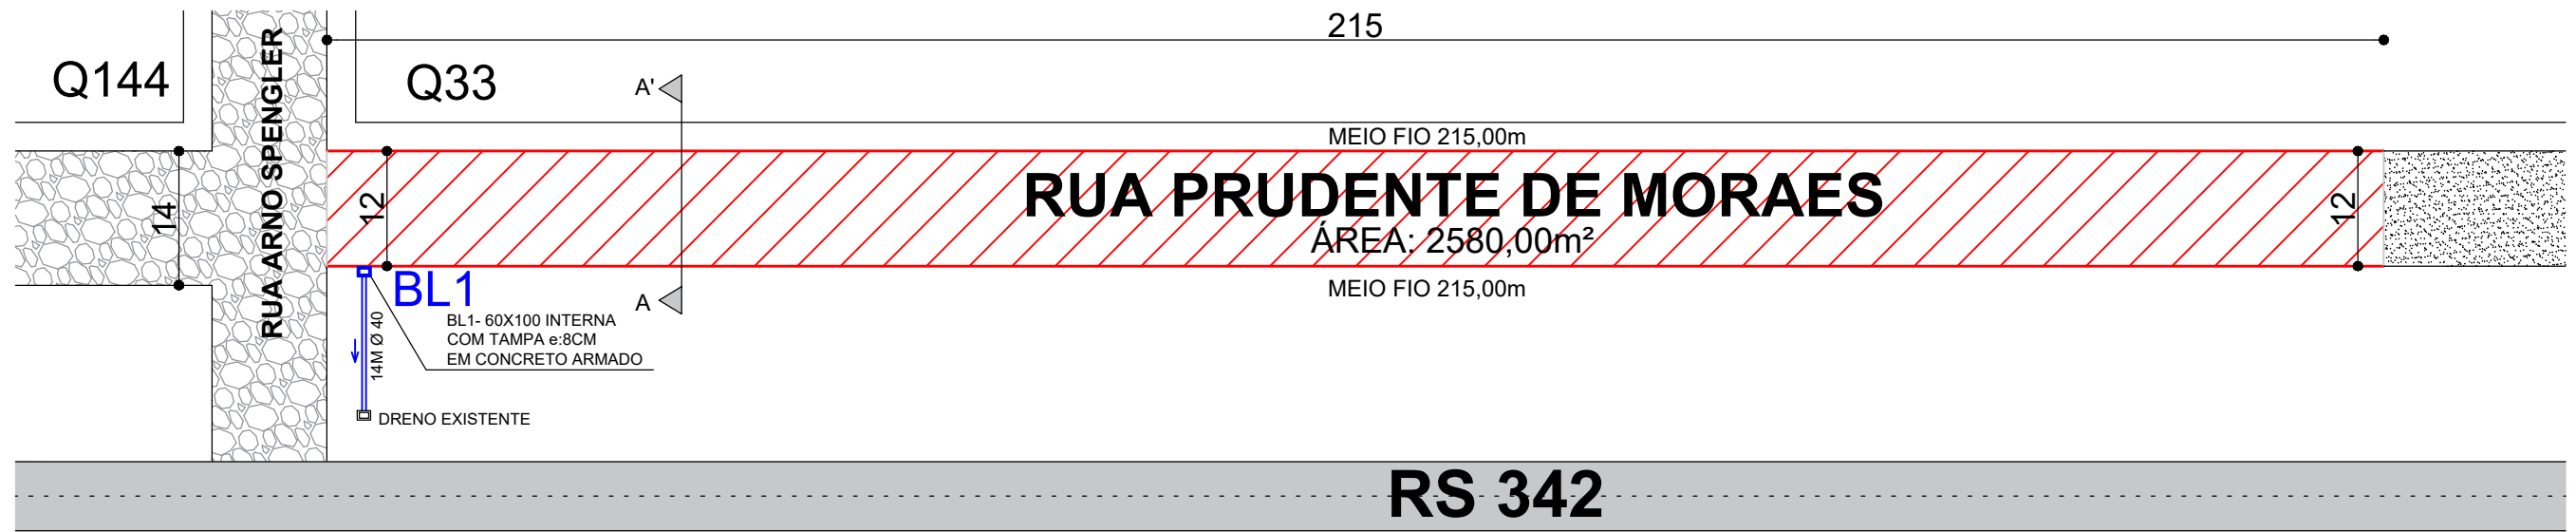 215
Q144
RUA ARNO SPENGLER
Q33
A'
MEIO FIO 215,00m
14
12
RUA PRUDENTE DE MORAES
ÁREA: 2580,00m²
12
BL1
A
MEIO FIO 215,00m
14M Ø 40
BL1- 60X100 INTERNA
COM TAMPA e:8CM
EM CONCRETO ARMADO
DRENO EXISTENTE
RS 342